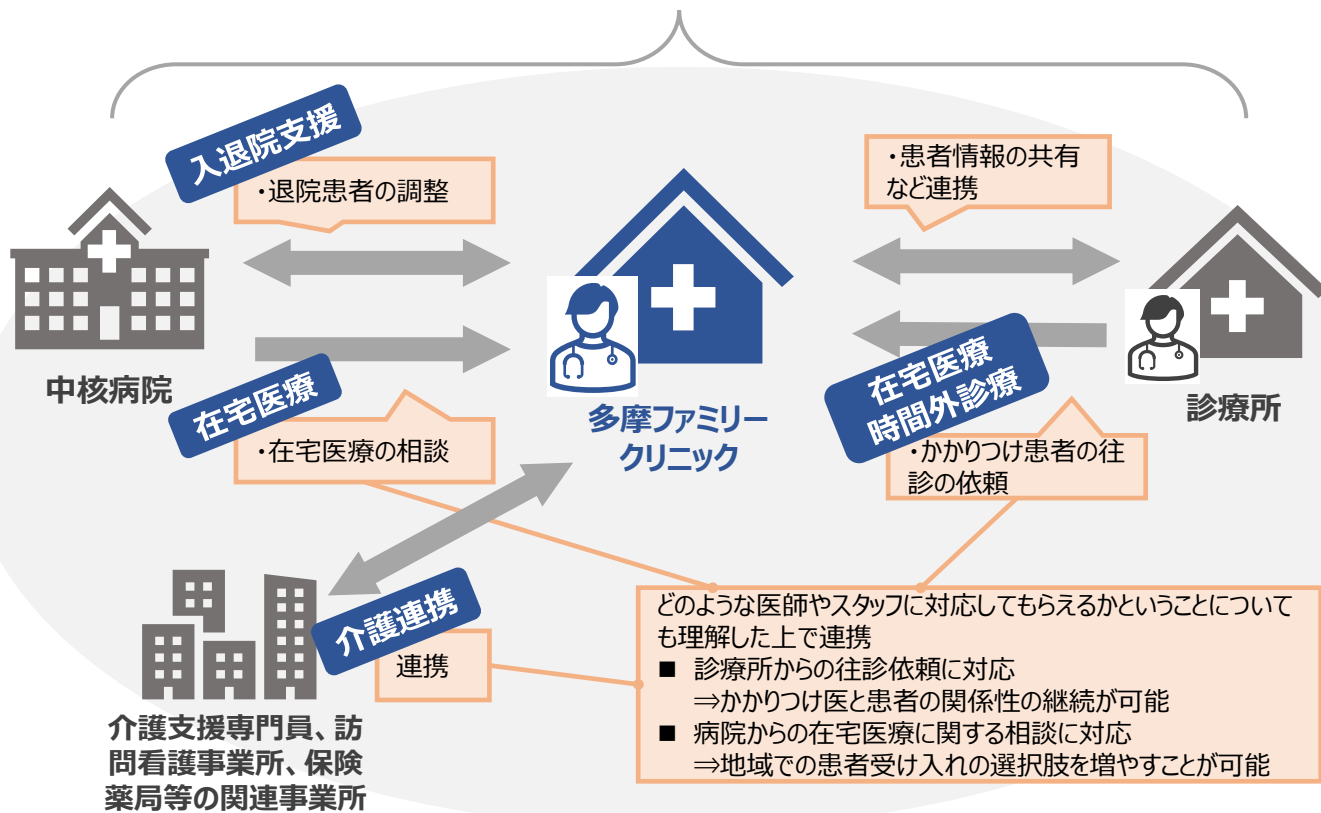 入退院支援
・退院患者の調整
・患者情報の共有
など連携
中核病院
在宅医療
・在宅医療の相談
多摩ファミリー
クリニック
在宅医療
時間外診療
・かかりつけ患者の往
診の依頼
診療所
介護連携
連携
介護支援専門員、訪
問看護事業所、保険
薬局等の関連事業所
どのような医師やスタッフに対応してもらえるかということについて
も理解した上で連携
■ 診療所からの往診依頼に対応
⇒かかりつけ医と患者の関係性の継続が可能
■ 病院からの在宅医療に関する相談に対応
⇒地域での患者受け入れの選択肢を増やすことが可能